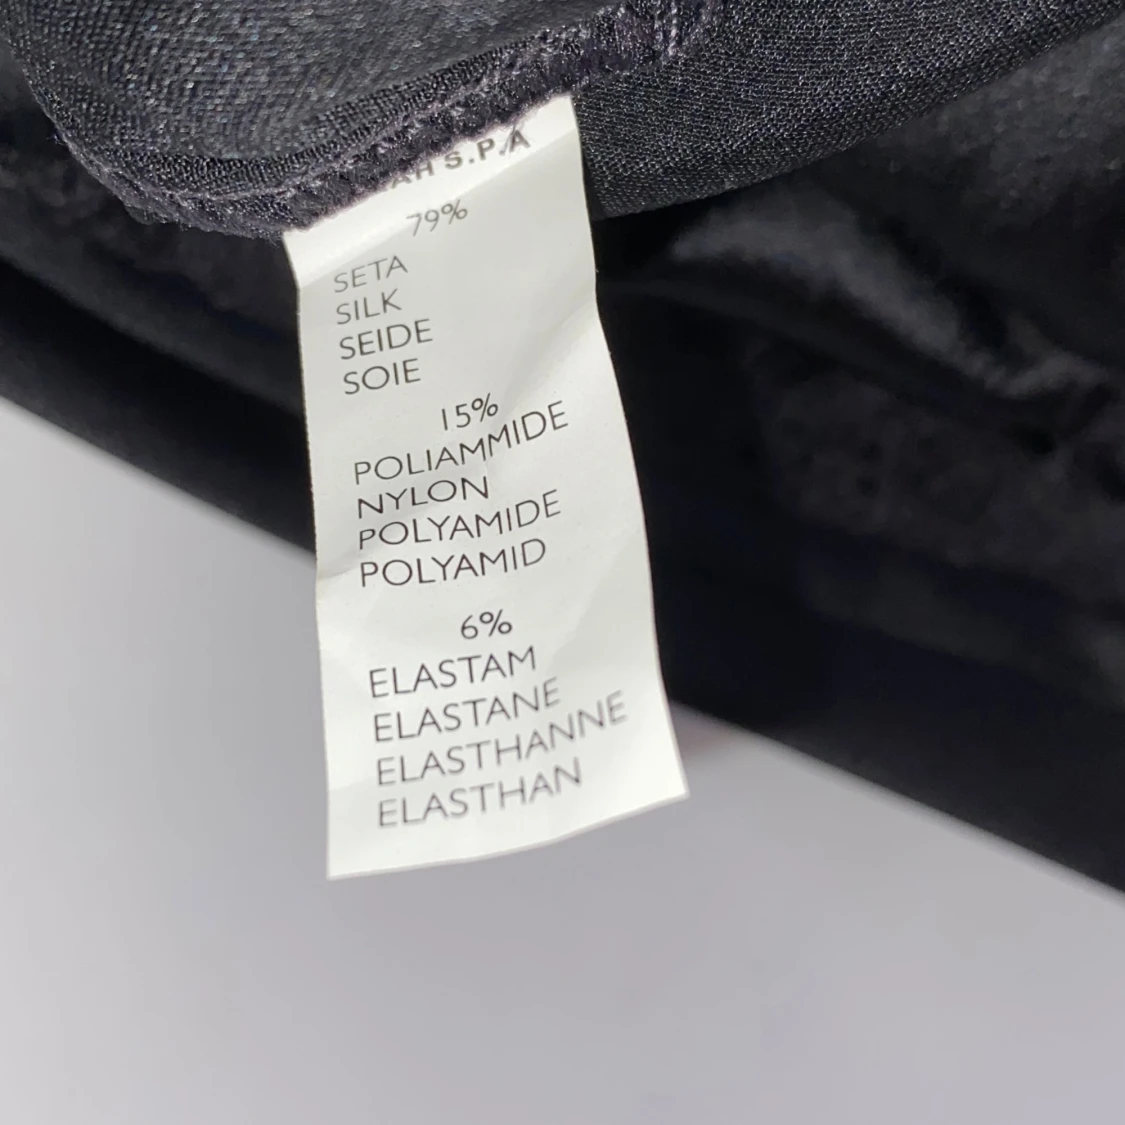 S.P.A
79%
SETA
SILK
SEIDE
SOIE
15%
POLIAMMIDE
NYLON
POLYAMIDE
POLYAMID
6%
ELASTAM
ELASTANE
ELASTHANNE
ELASTHAN